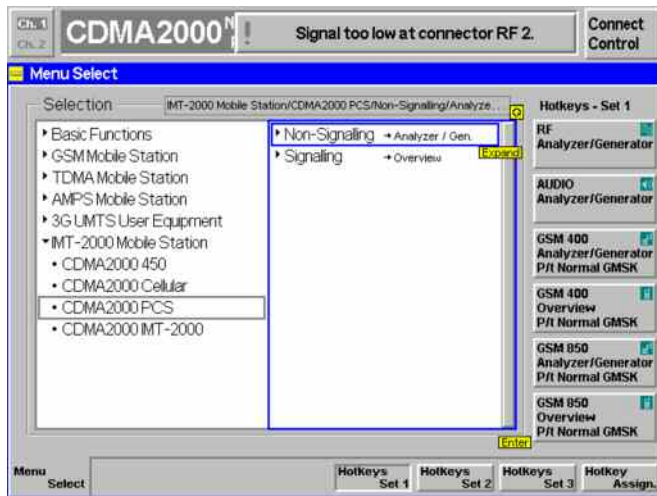 Ch. 2
CDMA2000
!
Signal too low at connector RF 2.
Connect
Control
Menu Select
Selection
IMT-2000 Mobile Station/CDMA2000 PCS/Non-Signaling/Analyze...
Hotkeys - Set 1
Basic Functions
GSM Mobile Station
TDMA Mobile Station
AMPS Mobile Station
3G UMTS User Equipment
IMT-2000 Mobile Station
CDMA2000 450
CDMA2000 Cellular
CDMA2000 PCS
CDMA2000 IMT-2000
Non-Signaling → Analyzer / Gen.
Expand
Signaling → Overview
Enter
RF
Analyzer/Generator
AUDIO
Analyzer/Generator
GSM 400
Analyzer/Generator
P/t Normal GMSK
GSM 400
Overview
P/t Normal GMSK
GSM 850
Analyzer/Generator
P/t Normal GMSK
GSM 850
Overview
P/t Normal GMSK
Menu
Select
Hotkeys
Set 1
Hotkeys
Set 2
Hotkeys
Set 3
HotKey
Assign.